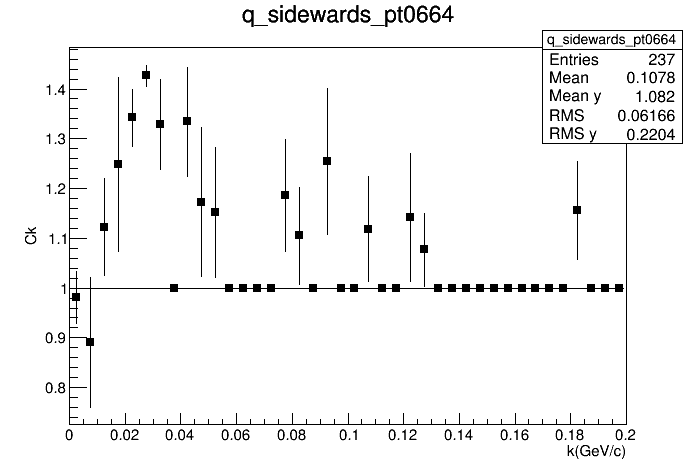 q_sidewards_pt0664
q_sidewards_pt0664
Entries 237
Mean 0.1078
Mean y 1.082
RMS 0.06166
RMS y 0.2204
Ck
1.4
1.3
1.2
1.1
1
0.9
0.8
0 0.02 0.04 0.06 0.08 0.1 0.12 0.14 0.16 0.18 0.2
k(GeV/c)